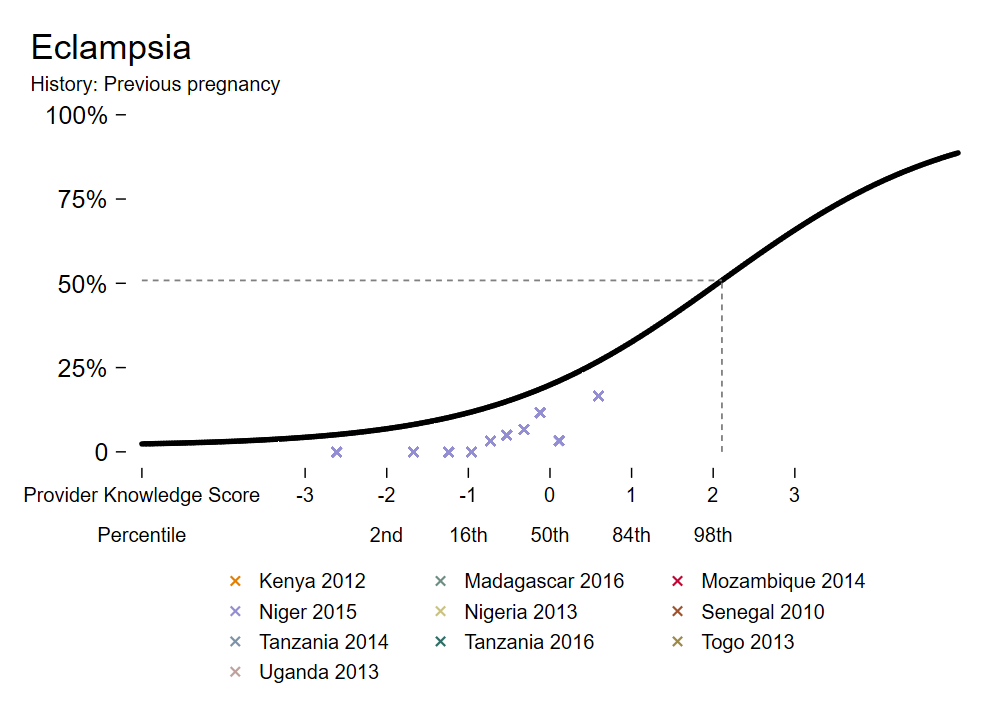 Eclampsia
History: Previous pregnancy
100%
75%
50%
25%
0
Provider Knowledge Score -3 -2 -1 0 1 2 3
Percentile 2nd 16th 50th 84th 98th
Kenya 2012 Madagascar 2016 Mozambique 2014
Niger 2015 Nigeria 2013 Senegal 2010
Tanzania 2014 Tanzania 2016 Togo 2013
Uganda 2013